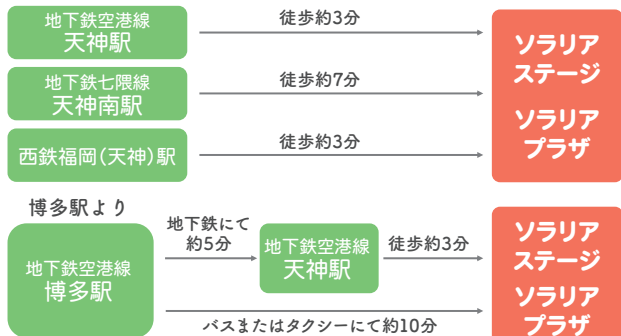 地下鉄空港線
天神駅
徒歩約3分
地下鉄七隈線
天神南駅
徒歩約7分
西鉄福岡(天神)駅
徒歩約3分
ソラリア
ステージ
ソラリア
プラザ
博多駅より
地下鉄空港線
博多駅
地下鉄にて
約5分
地下鉄空港線
天神駅
徒歩約3分
バスまたはタクシーにて約10分
ソラリア
ステージ
ソラリア
プラザ